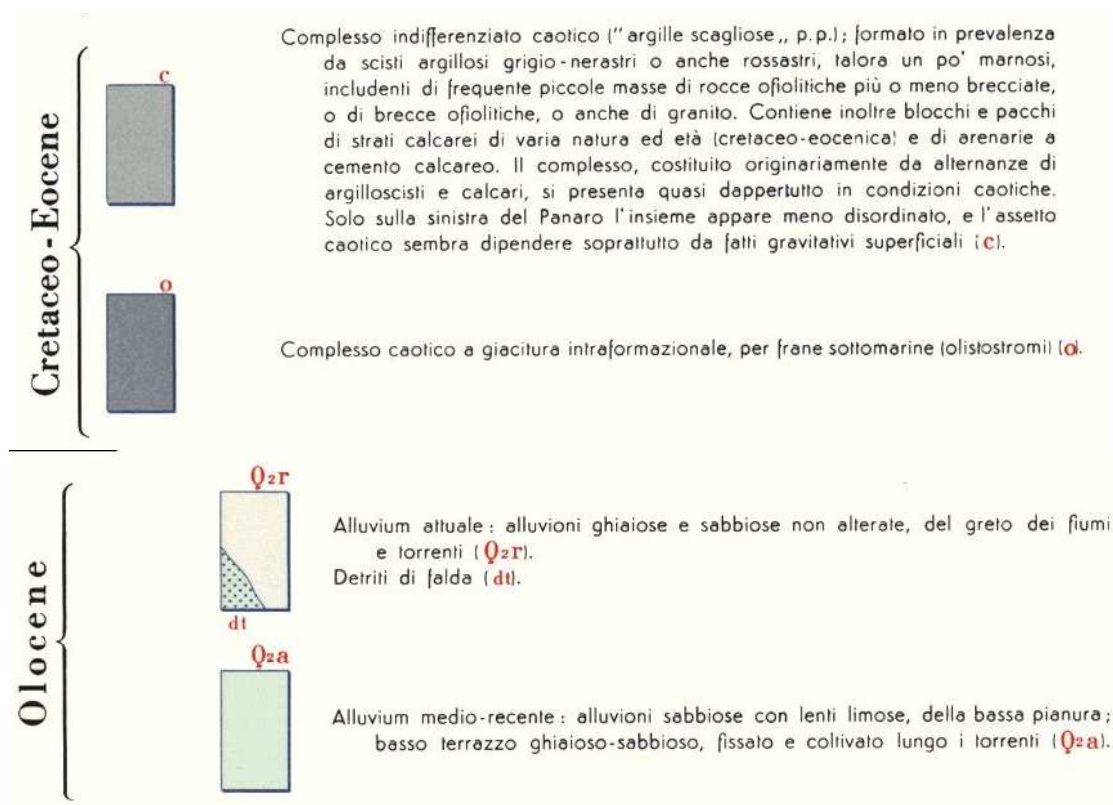 Cretaceo-Eocene
c
Complesso indifferenziato caotico ("argille scagliose„ p.p.); formato in prevalenza
da scisti argillosi grigio-nerastri o anche rossastri, talora un po' marnosi,
includenti di frequente piccole masse di rocce ofiolitiche più o meno brecciate,
o di brecce ofiolitiche, o anche di granito. Contiene inoltre blocchi e pacchi
di strati calcarei di varia natura ed età (cretaceo-eocenica) e di arenarie a
cemento calcareo. Il complesso, costituito originariamente da alternanze di
argilloscisti e calcari, si presenta quasi dappertutto in condizioni caotiche.
Solo sulla sinistra del Panaro l'insieme appare meno disordinato, e l'assetto
caotico sembra dipendere soprattutto da fatti gravitativi superficiali (c).
o
Complesso caotico a giacitura intraformazionale, per frane sottomarine (olistostromi) (o).
Olocene
Q2r
Alluvium attuale : alluvioni ghiaiose e sabbiose non alterate, del greto dei fiumi
e torrenti (Q2r).
Detriti di falda (dt).
dt
Q2a
Alluvium medio-recente : alluvioni sabbiose con lenti limose, della bassa pianura;
basso terrazzo ghiaioso-sabbioso, fissato e coltivato lungo i torrenti (Q2a).